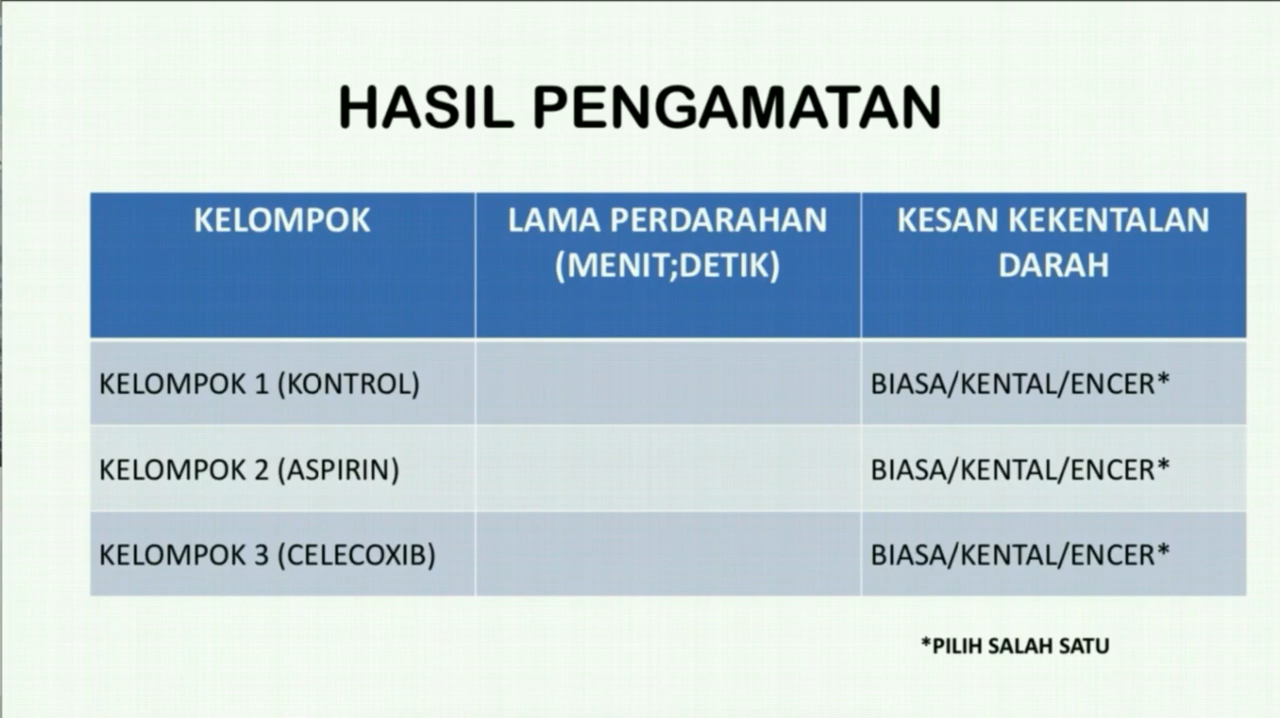 HASIL PENGAMATAN
KELOMPOK
LAMA PERDARAHAN
(MENIT;DETIK)
KESAN KEKENTALAN
DARAH
KELOMPOK 1 (KONTROL)
BIASA/KENTAL/ENCER*
KELOMPOK 2 (ASPIRIN)
BIASA/KENTAL/ENCER*
KELOMPOK 3 (CELECOXIB)
BIASA/KENTAL/ENCER*
*PILIH SALAH SATU